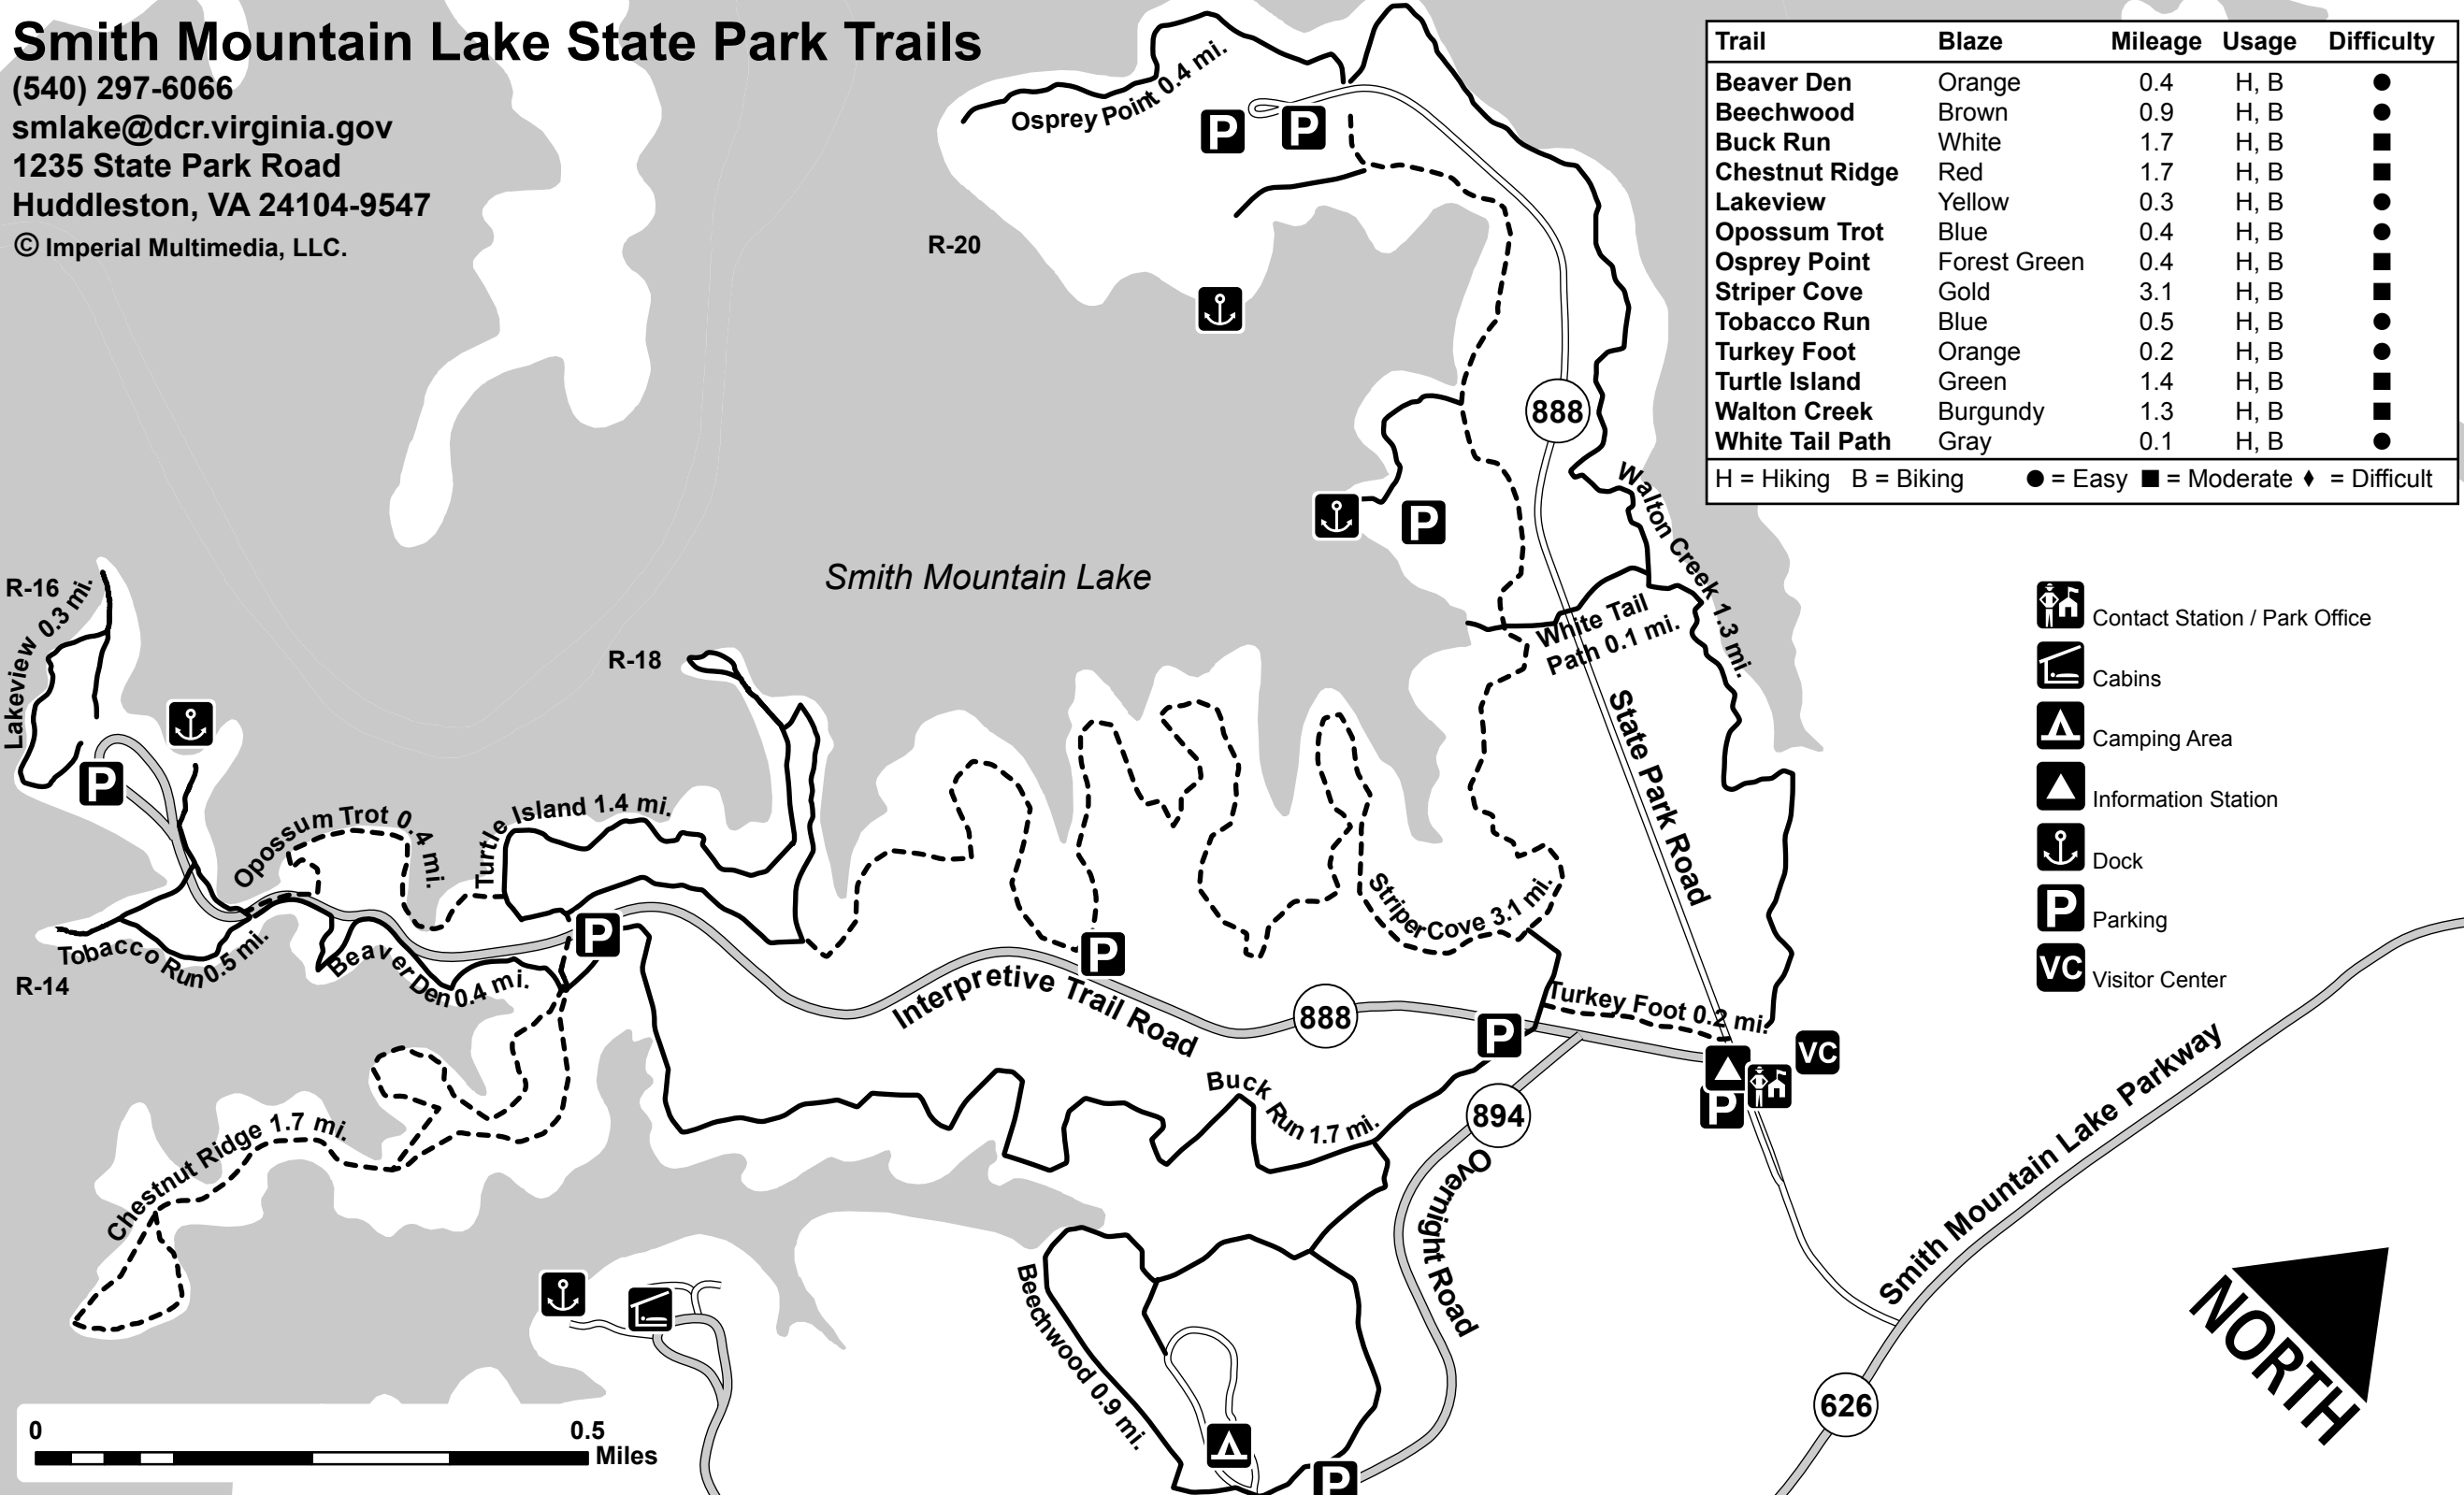 Smith Mountain Lake State Park Trails
(540) 297-6066
smlake@dcr.virginia.gov
1235 State Park Road
Huddleston, VA 24104-9547
© Imperial Multimedia, LLC.
Trail Blaze Mileage Usage Difficulty
Beaver Den Orange 0.4 H, B ●
Beechwood Brown 0.9 H, B ●
Buck Run White 1.7 H, B ■
Chestnut Ridge Red 1.7 H, B ■
Lakeview Yellow 0.3 H, B ●
Opossum Trot Blue 0.4 H, B ●
Osprey Point Forest Green 0.4 H, B ■
Striper Cove Gold 3.1 H, B ■
Tobacco Run Blue 0.5 H, B ●
Turkey Foot Orange 0.2 H, B ●
Turtle Island Green 1.4 H, B ■
Walton Creek Burgundy 1.3 H, B ■
White Tail Path Gray 0.1 H, B ●
H = Hiking B = Biking ● = Easy ■ = Moderate ♦ = Difficult
Osprey Point 0.4 mi.
P
P
R-20
888
Walton Creek 1.3 mi.
P
Smith Mountain Lake
White Tail
Path 0.1 mi.
State Park Road
R-16
Lakeview 0.3 mi.
R-18
P
Opossum Trot 0.4 mi.
Turtle Island 1.4 mi.
Striper Cove 3.1 mi.
Tobacco Run 0.5 mi.
R-14
Beaver Den 0.4 mi.
P
P
Interpretive Trail Road
888
P
Turkey Foot 0.2 mi.
VC
P
Contact Station / Park Office
Cabins
Camping Area
Information Station
Dock
P Parking
VC Visitor Center
Buck Run 1.7 mi.
894
Overnight Road
Chestnut Ridge 1.7 mi.
Beechwood 0.9 mi.
P
Smith Mountain Lake Parkway
626
NORTH
0 0.5
Miles